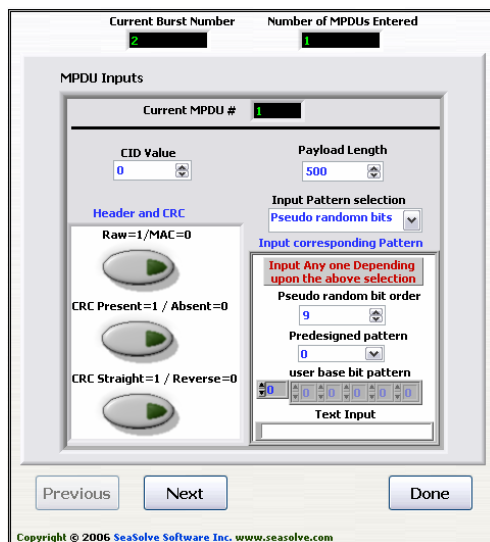 Current Burst Number Number of MPDUs Entered
2 1
MPDU Inputs
Current MPDU # 1
CID Value
0
Payload Length
500
Header and CRC
Raw=1/MAC=0
CRC Present=1 / Absent=0
CRC Straight=1 / Reverse=0
Input Pattern selection
Pseudo randomn bits
Input corresponding Pattern
Input Any one Depending
upon the above selection
Pseudo random bit order
9
Predesigned pattern
0
user base bit pattern
0 0 0 0 0 0 0
Text Input
Previous Next Done
Copyright © 2006 SeaSolve Software Inc. www.seasolve.com